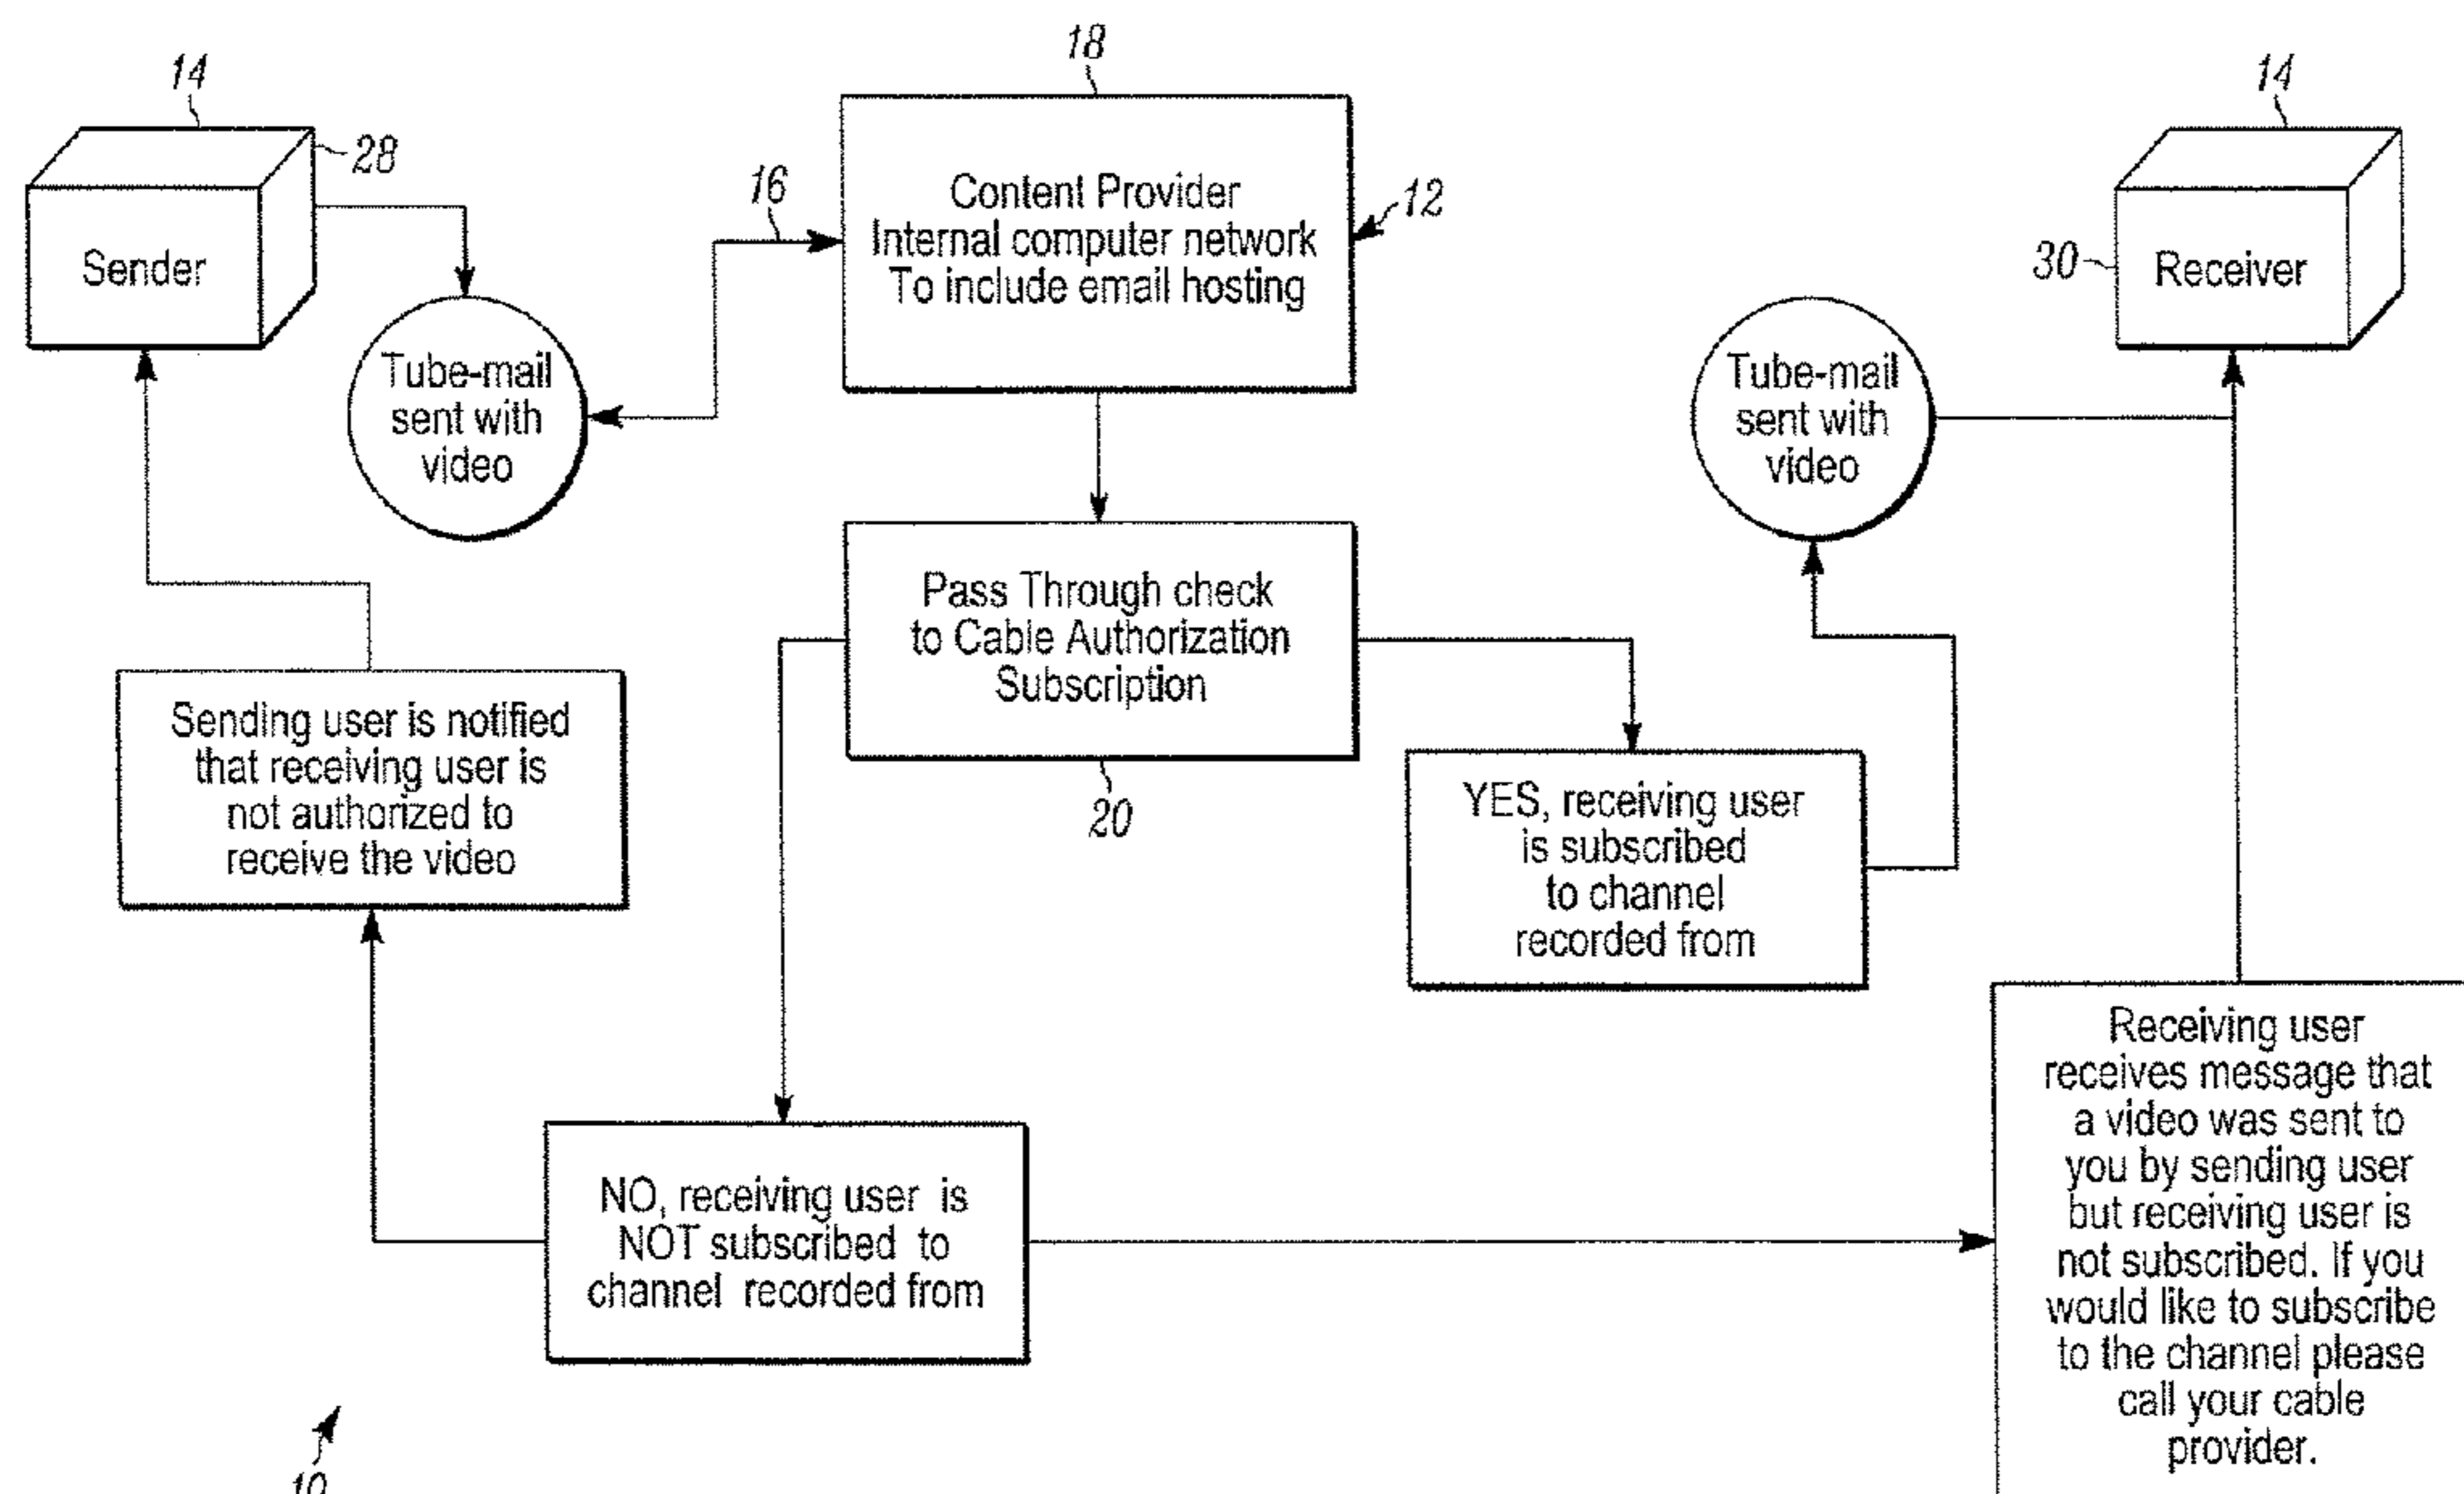 14
28
Sender
Tube-mail
sent with
video
16
18
Content Provider
Internal computer network
To include email hosting
12
14
30
Receiver
Tube-mail
sent with
video
Pass Through check
to Cable Authorization
Subscription
20
Sending user is notified
that receiving user is
not authorized to
receive the video
YES, receiving user
is subscribed
to channel
recorded from
NO, receiving user is
NOT subscribed to
channel recorded from
Receiving user
receives message that
a video was sent to
you by sending user
but receiving user is
not subscribed. If you
would like to subscribe
to the channel please
call your cable
provider.
10